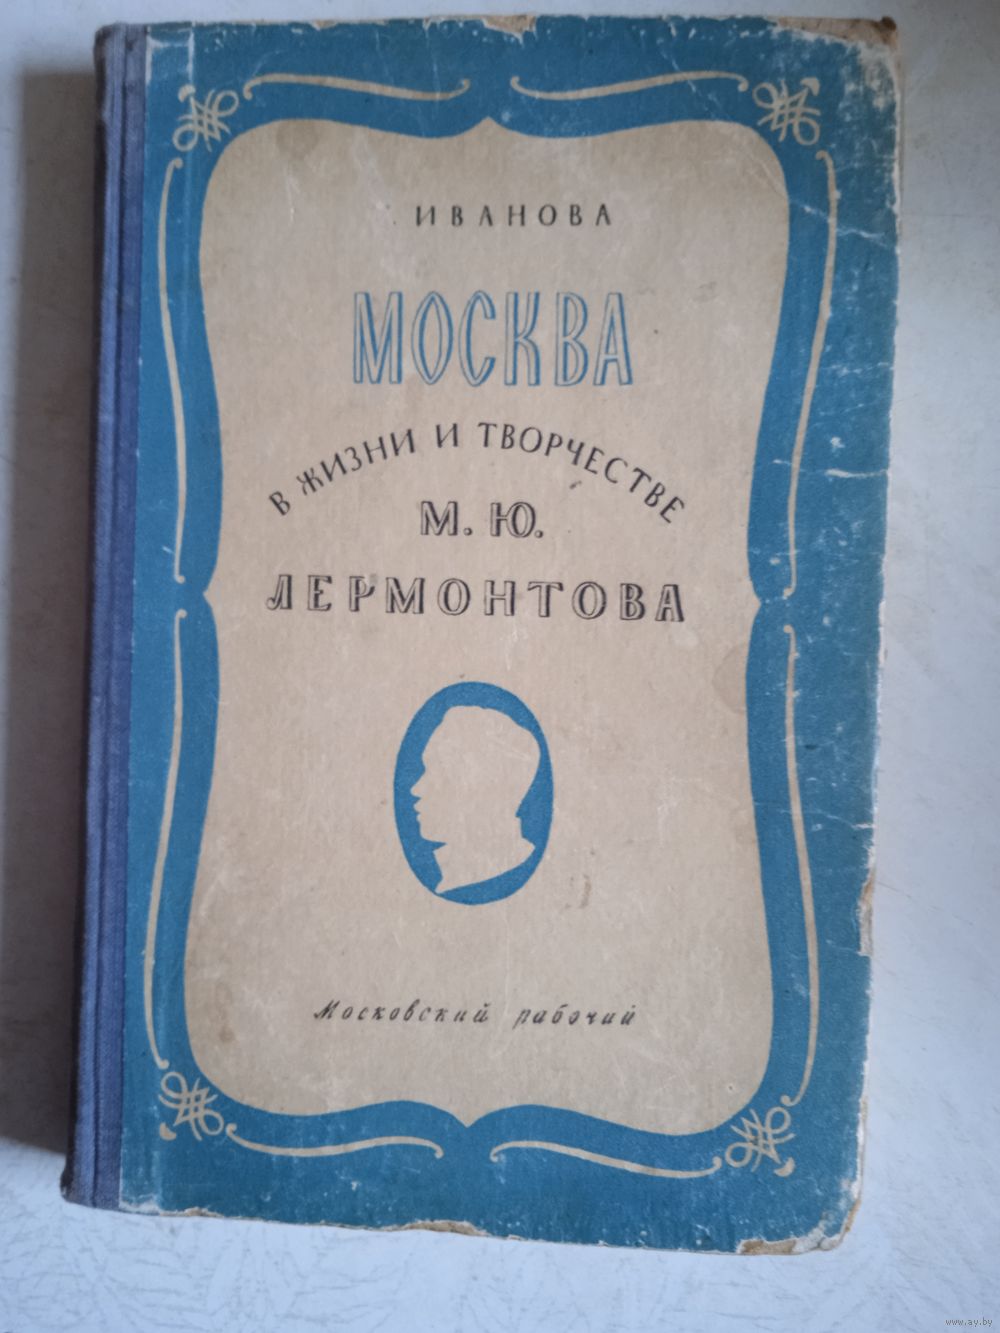 ИВАНОВА
МОСКВА
В ЖИЗНИ И ТВОРЧЕСТВЕ
М. Ю.
ЛЕРМОНТОВА
Московский рабочий
www.ay.by